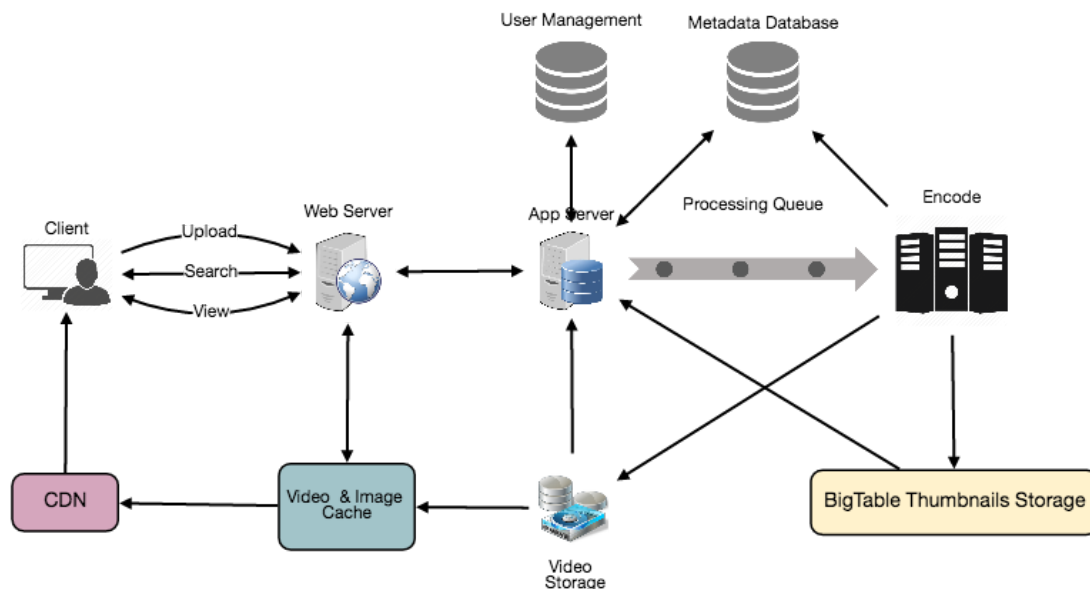 User Management
Metadata Database
Client
Upload
Search
View
Web Server
App Server
Processing Queue
Encode
CDN
Video & Image
Cache
Video
Storage
BigTable Thumbnails Storage